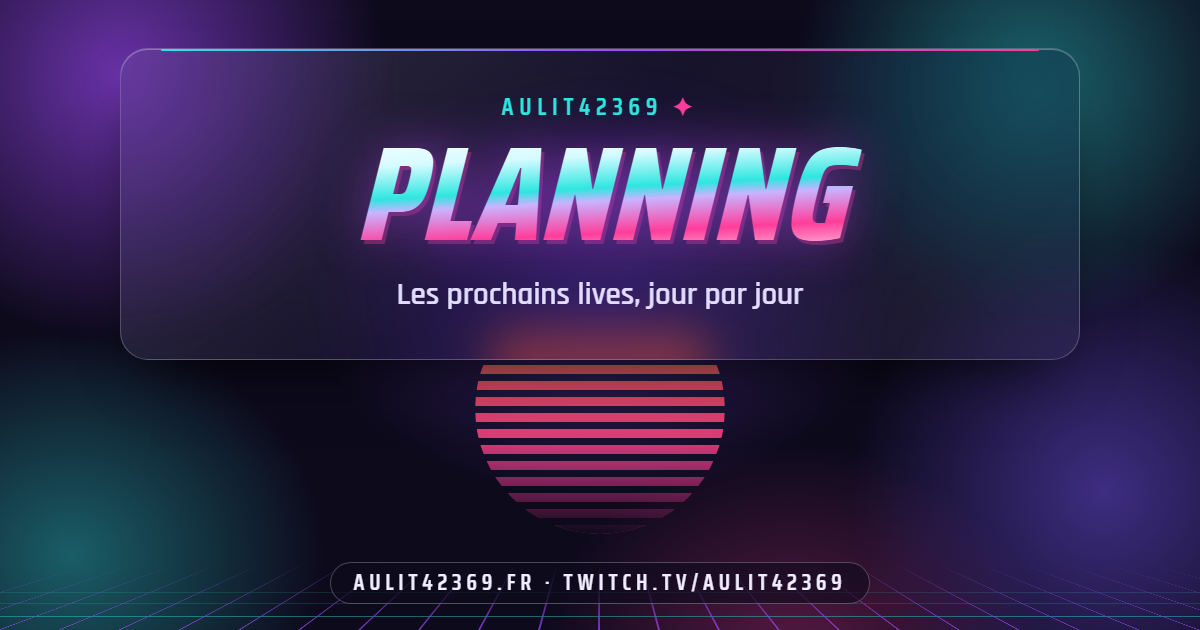 AULIT42369 ✦
PLANNING
Les prochains lives, jour par jour
AULIT42369.FR · TWITCH.TV/AULIT42369